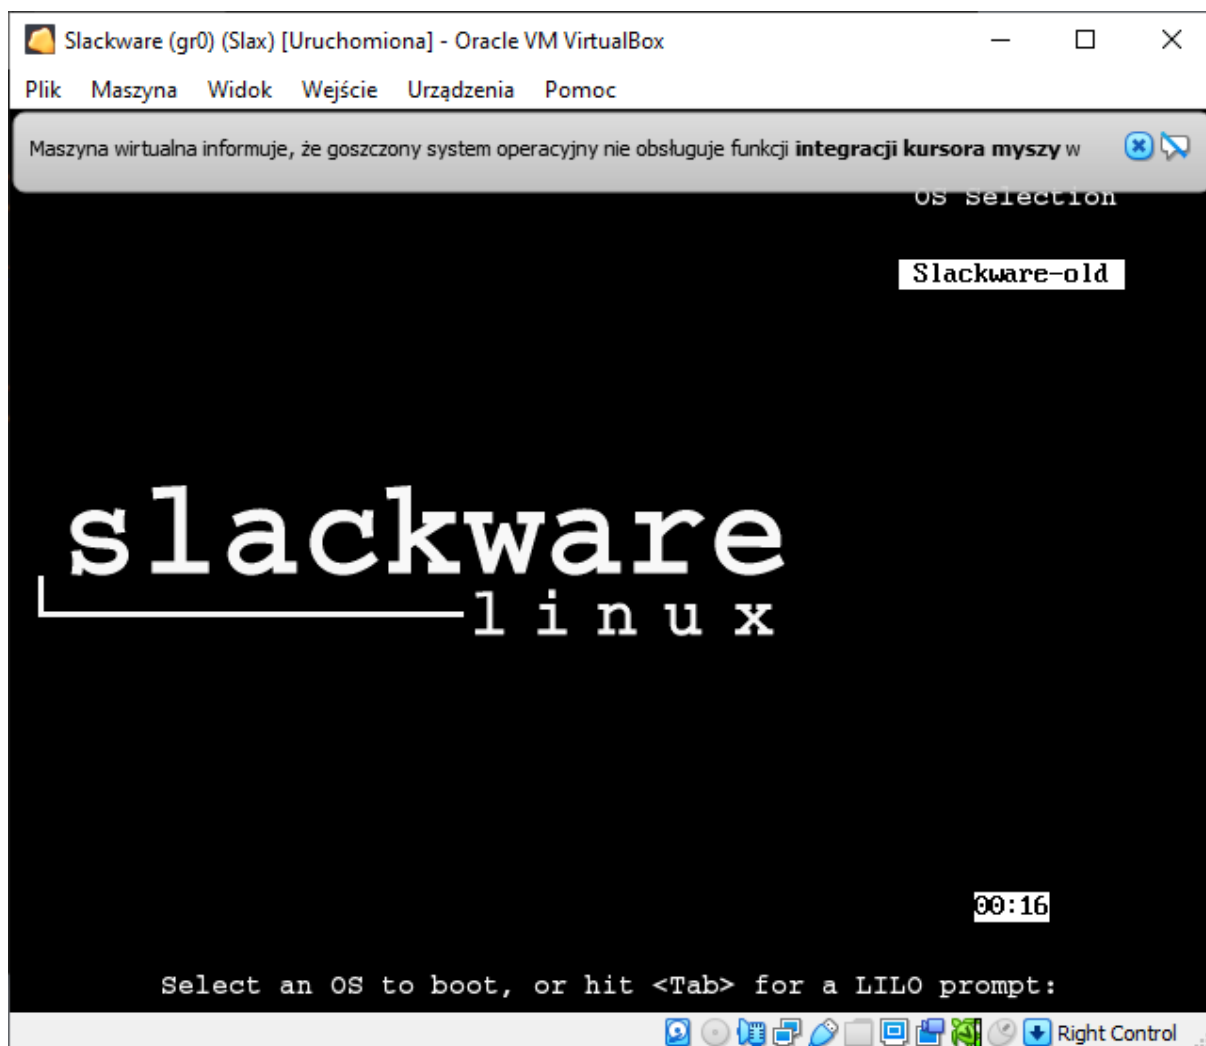 Slackware (gr0) (Slax) [Uruchomiona] - Oracle VM VirtualBox
Plik Maszyna Widok Wejście Urządzenia Pomoc
Maszyna wirtualna informuje, że goszczony system operacyjny nie obsługuje funkcji integracji kursora myszy w
OS Selection
Slackware-old
slackware
linux
00:16
Select an OS to boot, or hit <Tab> for a LILO prompt:
Right Control